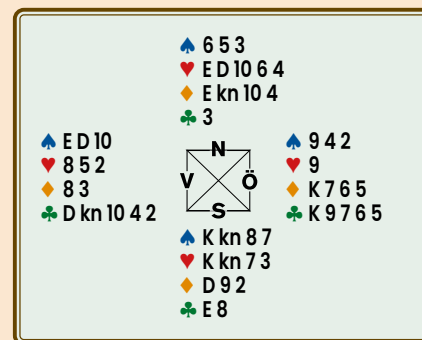 ♠ 6 5 3
♥ E D 10 6 4
♦ E kn 10 4
♣ 3
♠ E D 10
♥ 8 5 2
♦ 8 3
♣ D kn 10 4 2
N
V Ö
S
♠ 9 4 2
♥ 9
♦ K 7 6 5
♣ K 9 7 6 5
♠ K kn 8 7
♥ K kn 7 3
♦ D 9 2
♣ E 8